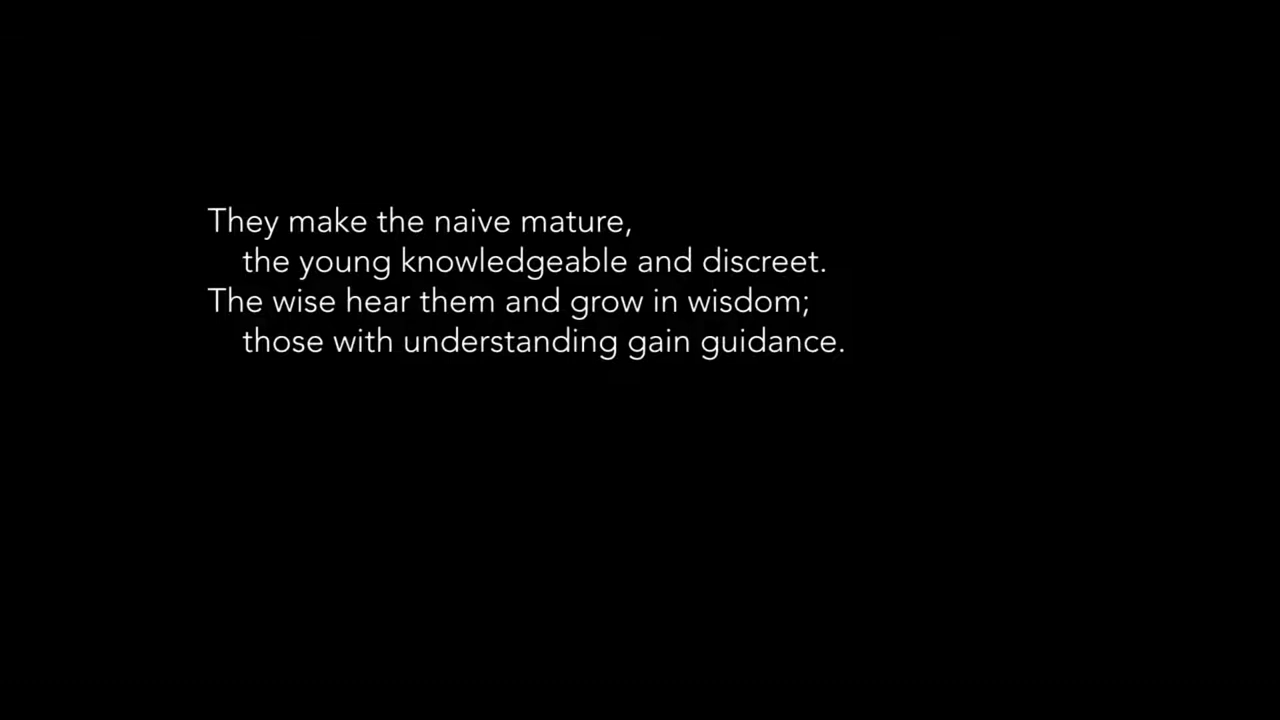 They make the naive mature,
the young knowledgeable and discreet.
The wise hear them and grow in wisdom;
those with understanding gain guidance.